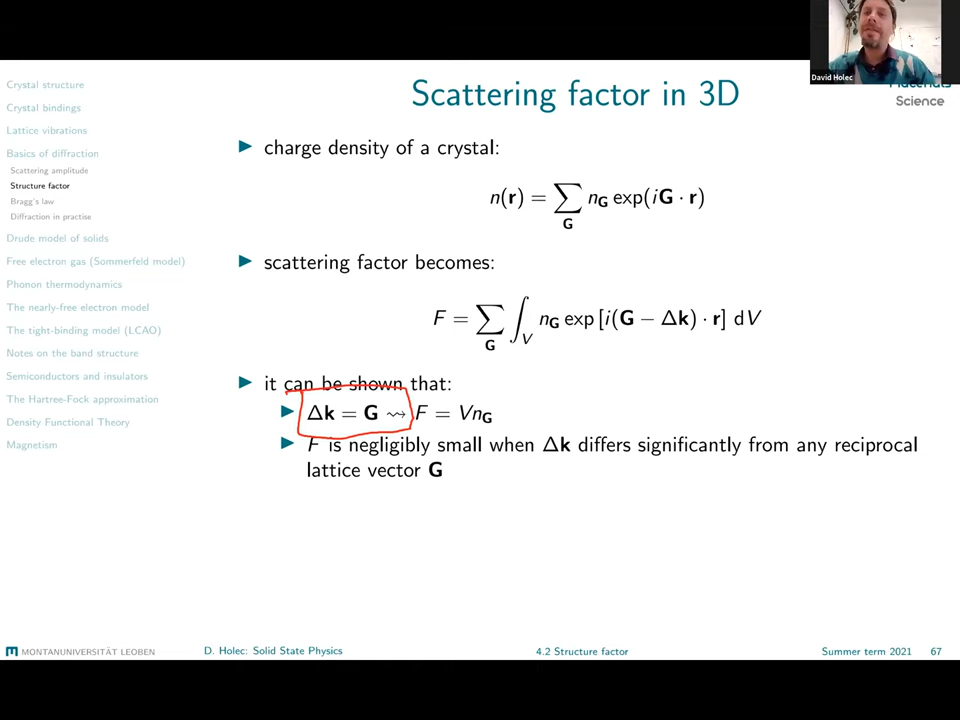 David Holec
Materials
Science
Crystal structure
Crystal bindings
Lattice vibrations
Basics of diffraction
Scattering amplitude
Structure factor
Bragg's law
Diffraction in practise
Drude model of solids
Free electron gas (Sommerfeld model)
Phonon thermodynamics
The nearly-free electron model
The tight-binding model (LCAO)
Notes on the band structure
Semiconductors and insulators
The Hartree-Fock approximation
Density Functional Theory
Magnetism
Scattering factor in 3D
▶ charge density of a crystal:
n(r) = ∑_G n_G exp(iG · r)
▶ scattering factor becomes:
F = ∑_G ∫_V n_G exp [i(G − Δk) · r] dV
▶ it can be shown that:
▶ Δk = G ⇝ F = Vn_G
▶ F is negligibly small when Δk differs significantly from any reciprocal
lattice vector G
MONTANUNIVERSITÄT LEOBEN
D. Holec: Solid State Physics
4.2 Structure factor
Summer term 2021 67